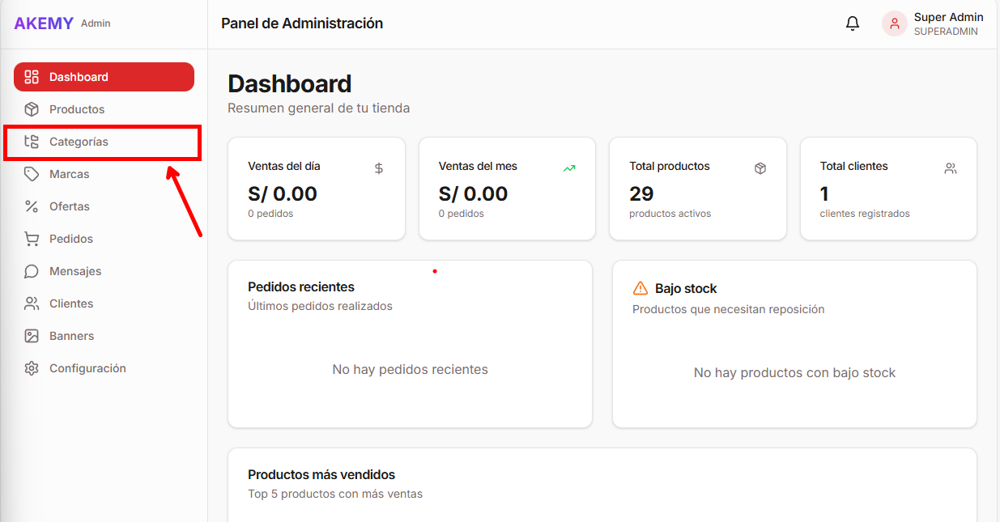 AKEMY Admin
Panel de Administración
Super Admin
SUPERADMIN
Dashboard
Productos
Categorías
Marcas
Ofertas
Pedidos
Mensajes
Clientes
Banners
Configuración
Dashboard
Resumen general de tu tienda
Ventas del día
S/ 0.00
0 pedidos
Ventas del mes
S/ 0.00
0 pedidos
Total productos
29
productos activos
Total clientes
1
clientes registrados
Pedidos recientes
Últimos pedidos realizados
No hay pedidos recientes
Bajo stock
Productos que necesitan reposición
No hay productos con bajo stock
Productos más vendidos
Top 5 productos con más ventas